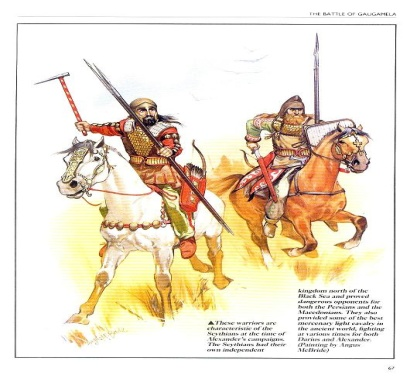 THE BATTLE OF GAUGAMELA
kingdom north of the
Black Sea and proved
dangerous opponents for
both the Persians and the
Macedonians. They also
provided some of the best
mercenary light cavalry in
the ancient world, fighting
at various times for both
Darius and Alexander.
(Painting by Angus
McBride)
▲These warriors are
characteristic of the
Scythians at the time of
Alexander's campaigns.
The Scythians had their
own independent
67